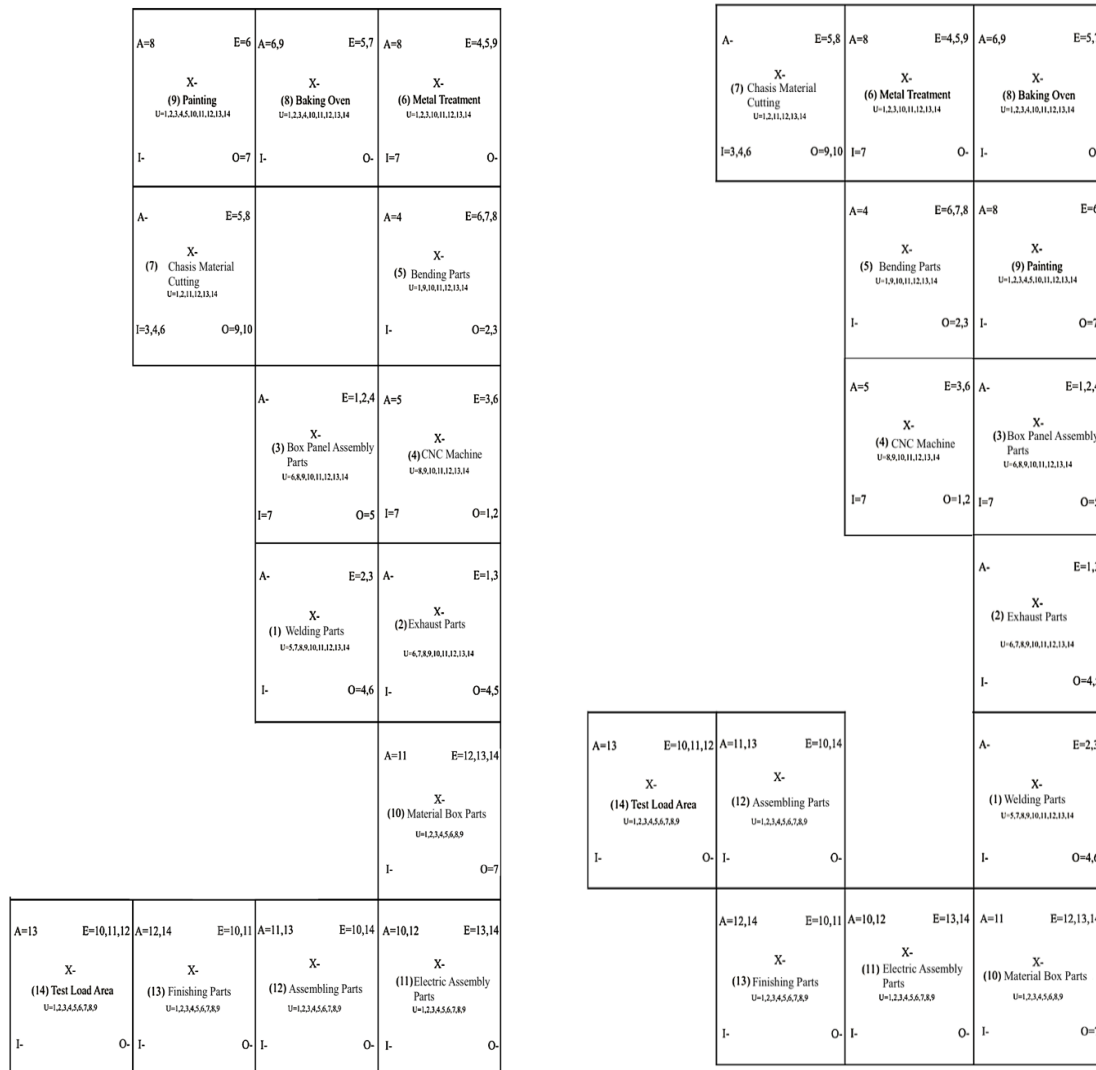 A=8 E=6
X-
(9) Painting
U=1,2,3,4,5,10,11,12,13,14
I- O=7
A=6,9 E=5,7
X-
(8) Baking Oven
U=1,2,3,4,10,11,12,13,14
I- O-
A=8 E=4,5,9
X-
(6) Metal Treatment
U=1,2,3,10,11,12,13,14
I=7 O-
A- E=5,8
X-
(7) Chasis Material
Cutting
U=1,2,11,12,13,14
I=3,4,6 O=9,10
A=4 E=6,7,8
X-
(5) Bending Parts
U=1,9,10,11,12,13,14
I- O=2,3
A- E=1,2,4
X-
(3) Box Panel Assembly
Parts
U=6,8,9,10,11,12,13,14
I=7 O=5
A=5 E=3,6
X-
(4) CNC Machine
U=8,9,10,11,12,13,14
I=7 O=1,2
A- E=2,3
X-
(1) Welding Parts
U=5,7,8,9,10,11,12,13,14
I- O=4,6
A- E=1,3
X-
(2) Exhaust Parts
U=6,7,8,9,10,11,12,13,14
I- O=4,5
A=11 E=12,13,14
X-
(10) Material Box Parts
U=1,2,3,4,5,6,8,9
I- O=7
A=13 E=10,11,12
X-
(14) Test Load Area
U=1,2,3,4,5,6,7,8,9
I- O-
A=12,14 E=10,11
X-
(13) Finishing Parts
U=1,2,3,4,5,6,7,8,9
I- O-
A=11,13 E=10,14
X-
(12) Assembling Parts
U=1,2,3,4,5,6,7,8,9
I- O-
A=10,12 E=13,14
X-
(11) Electric Assembly
Parts
U=1,2,3,4,5,6,7,8,9
I- O-
A- E=5,8
X-
(7) Chasis Material
Cutting
U=1,2,11,12,13,14
I=3,4,6 O=9,10
A=8 E=4,5,9
X-
(6) Metal Treatment
U=1,2,3,10,11,12,13,14
I=7 O-
A=6,9 E=5,7
X-
(8) Baking Oven
U=1,2,3,4,10,11,12,13,14
I- O
A=4 E=6,7,8
X-
(5) Bending Parts
U=1,9,10,11,12,13,14
I- O=2,3
A=8 E=6
X-
(9) Painting
U=1,2,3,4,5,10,11,12,13,14
I- O=7
A=5 E=3,6
X-
(4) CNC Machine
U=8,9,10,11,12,13,14
I=7 O=1,2
A- E=1,2,4
X-
(3) Box Panel Assembly
Parts
U=6,8,9,10,11,12,13,14
I=7 O=5
A- E=1,3
X-
(2) Exhaust Parts
U=6,7,8,9,10,11,12,13,14
I- O=4,5
A=13 E=10,11,12
X-
(14) Test Load Area
U=1,2,3,4,5,6,7,8,9
I- O-
A=11,13 E=10,14
X-
(12) Assembling Parts
U=1,2,3,4,5,6,7,8,9
I- O-
A- E=2,3
X-
(1) Welding Parts
U=5,7,8,9,10,11,12,13,14
I- O=4,6
A=12,14 E=10,11
X-
(13) Finishing Parts
U=1,2,3,4,5,6,7,8,9
I- O-
A=10,12 E=13,14
X-
(11) Electric Assembly
Parts
U=1,2,3,4,5,6,7,8,9
I- O-
A=11 E=12,13,14
X-
(10) Material Box Parts
U=1,2,3,4,5,6,8,9
I- O=7